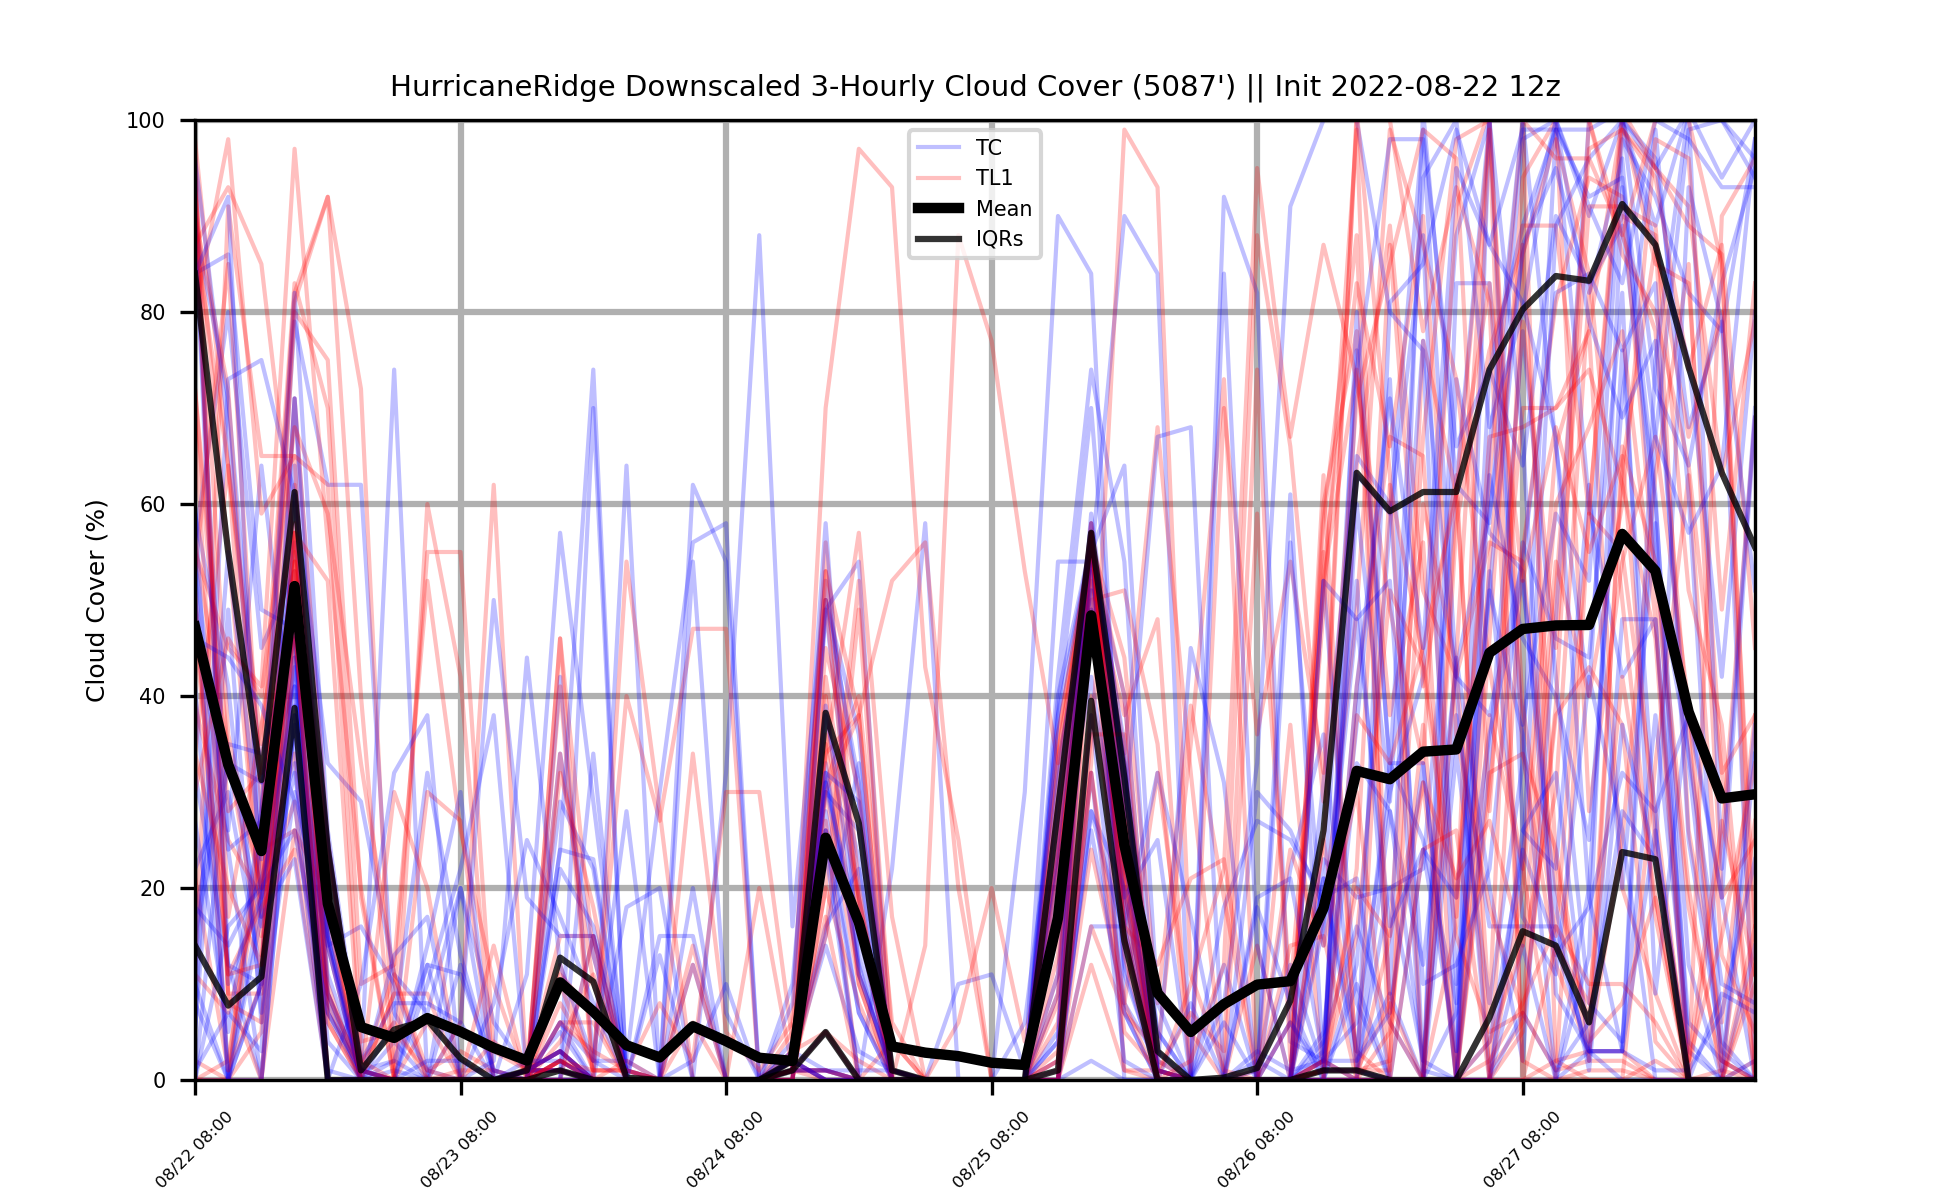 HurricaneRidge Downscaled 3-Hourly Cloud Cover (5087') || Init 2022-08-22 12z
TC
TL1
Mean
IQRs
Cloud Cover (%)
100
80
60
40
20
0
08/22 08:00
08/23 08:00
08/24 08:00
08/25 08:00
08/26 08:00
08/27 08:00